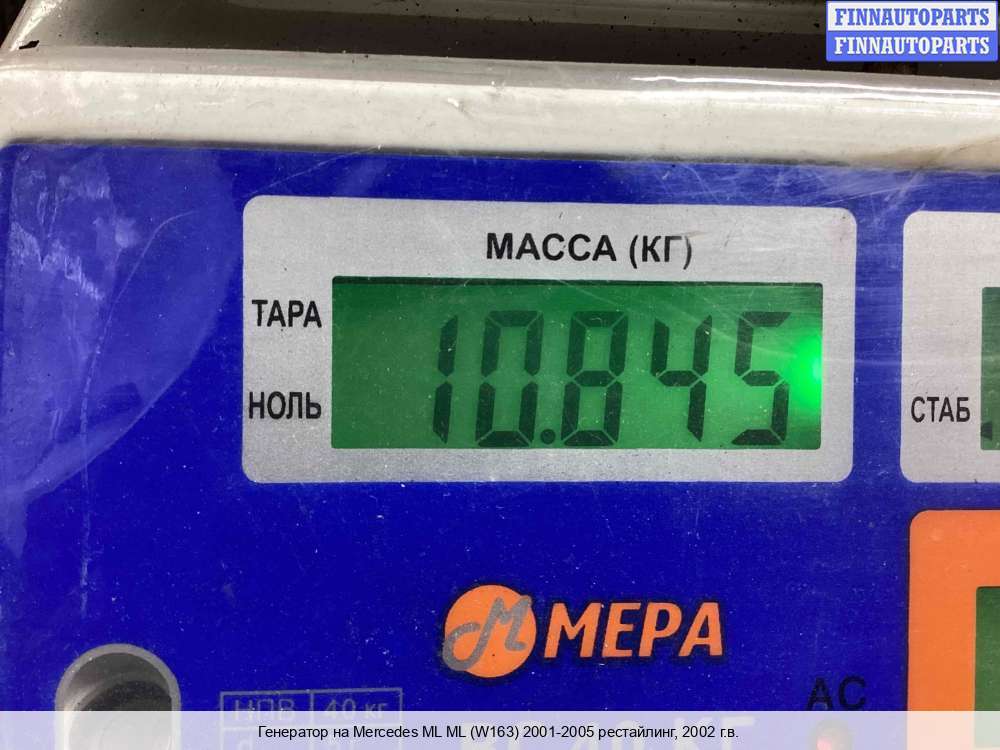 FINNAUTOPARTS
FINNAUTOPARTS
МАССА (КГ)
ТАРА
10.845
НОЛЬ
СТАБ
М МЕРА
АС
НПВ 40 кг
Генератор на Mercedes ML ML (W163) 2001-2005 рестайлинг, 2002 г.в.